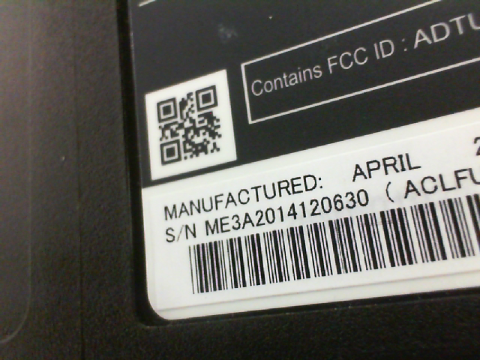 Contains FCC ID : ADTU
MANUFACTURED: APRIL 2
S/N ME3A2014120630 ( ACLFU